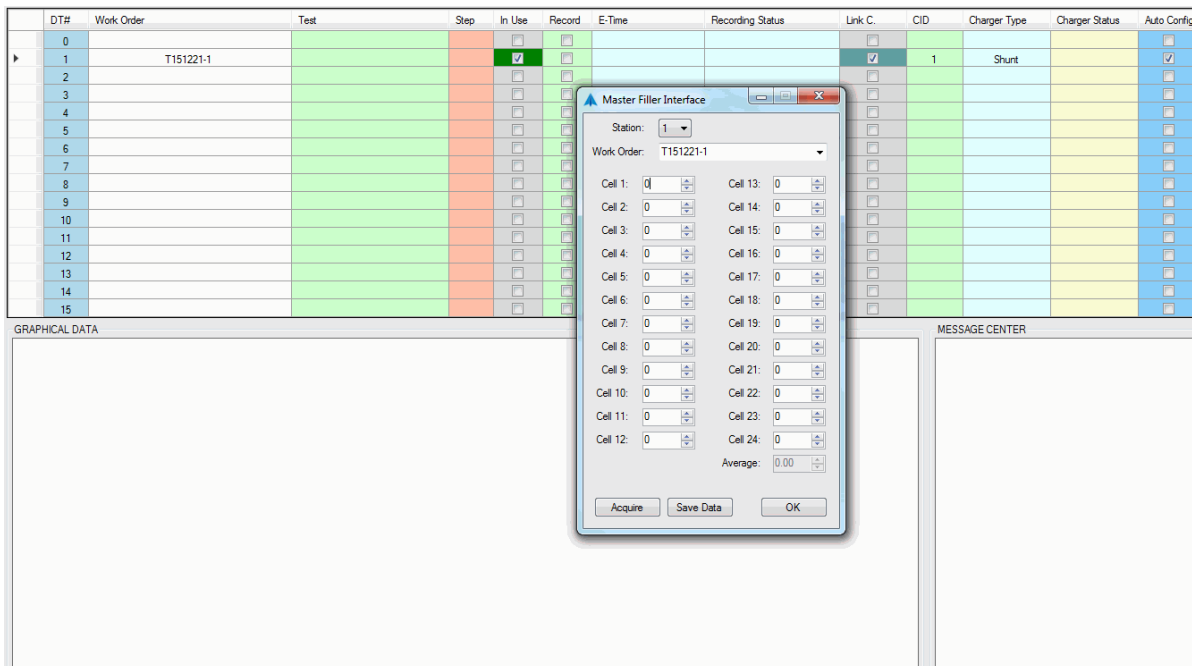 DT# Work Order Test Step In Use Record E-Time Recording Status Link C. CID Charger Type Charger Status Auto Config
0
1 T151221-1 1 Shunt
2
3
4
5
6
7
8
9
10
11
12
13
14
15
Master Filler Interface
Station: 1
Work Order: T151221-1
Cell 1: 0 Cell 13: 0
Cell 2: 0 Cell 14: 0
Cell 3: 0 Cell 15: 0
Cell 4: 0 Cell 16: 0
Cell 5: 0 Cell 17: 0
Cell 6: 0 Cell 18: 0
Cell 7: 0 Cell 19: 0
Cell 8: 0 Cell 20: 0
Cell 9: 0 Cell 21: 0
Cell 10: 0 Cell 22: 0
Cell 11: 0 Cell 23: 0
Cell 12: 0 Cell 24: 0
Average: 0.00
Acquire Save Data OK
GRAPHICAL DATA MESSAGE CENTER